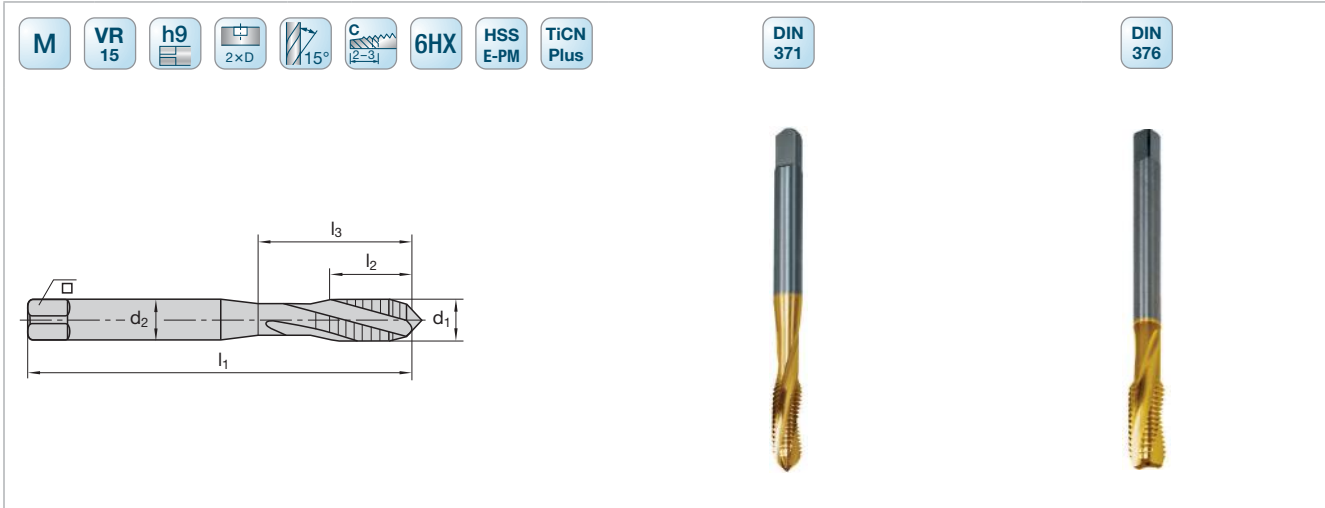 M
VR
15
h9
2×D
15°
C
2–3
6HX
HSS
E-PM
TiCN
Plus
DIN
371
DIN
376
l3
l2
d2
d1
l1